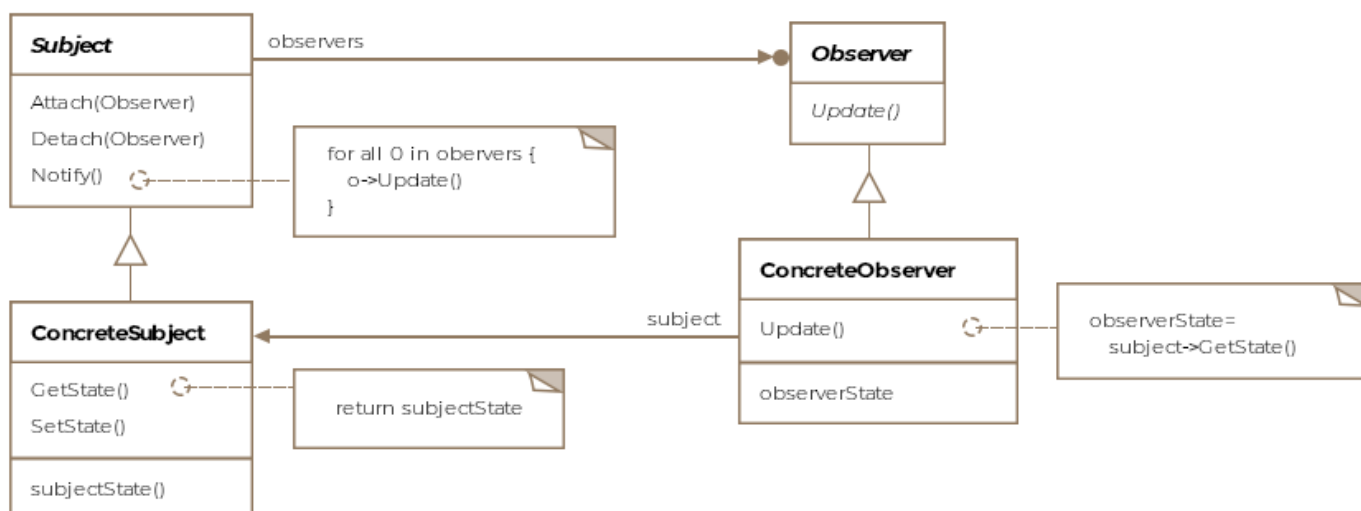 Subject
observers
Observer
Attach(Observer)
Detach(Observer)
Notify()
for all O in obervers {
o->Update()
}
Update()
ConcreteSubject
GetState()
SetState()
subjectState()
return subjectState
subject
ConcreteObserver
Update()
observerState
observerState=
subject->GetState()